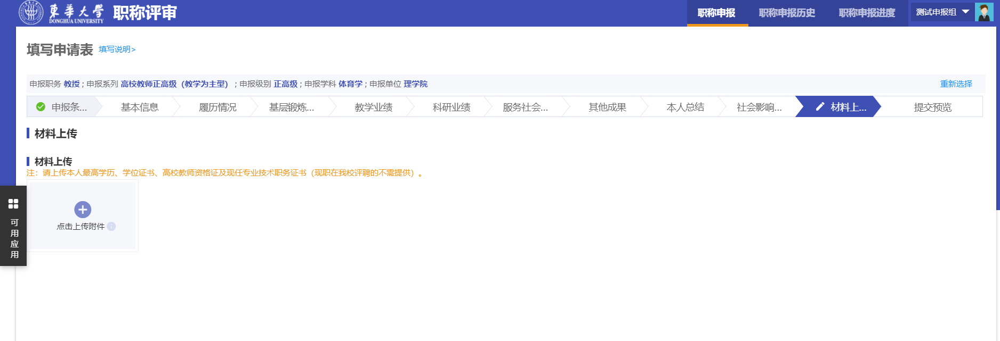 東華大學 DONGHUA UNIVERSITY 职称评审 职称申报 职称申报历史 职称申报进度 测试申报组
填写申请表 填写说明>
申报职务 教授 ; 申报系列 高校教师正高级（教学为主型） ; 申报级别 正高级 ; 申报学科 体育学 ; 申报单位 理学院 重新选择
申报条... 基本信息 履历情况 基层锻炼... 教学业绩 科研业绩 服务社会... 其他成果 本人总结 社会影响... 材料上... 提交预览
材料上传
材料上传
注：请上传本人最高学历、学位证书、高校教师资格证及现任专业技术职务证书（现职在我校评聘的不需提供）。
点击上传附件
可用应用